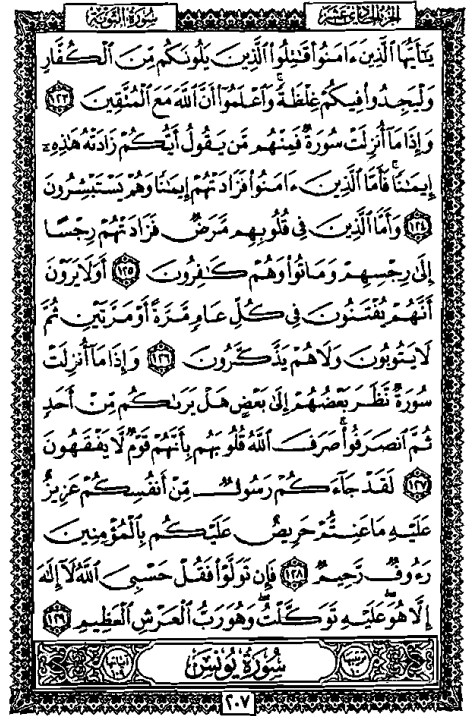 سُورَةُ التَّوْبَةِ
الجزء الحادي عشر
يَٰٓأَيُّهَا ٱلَّذِينَ ءَامَنُوا۟ قَٰتِلُوا۟ ٱلَّذِينَ يَلُونَكُم مِّنَ ٱلْكُفَّارِ
وَلْيَجِدُوا۟ فِيكُمْ غِلْظَةً ۚ وَٱعْلَمُوٓا۟ أَنَّ ٱللَّهَ مَعَ ٱلْمُتَّقِينَ ١٢٣
وَإِذَا مَآ أُنزِلَتْ سُورَةٌ فَمِنْهُم مَّن يَقُولُ أَيُّكُمْ زَادَتْهُ هَٰذِهِۦٓ
إِيمَٰنًا ۚ فَأَمَّا ٱلَّذِينَ ءَامَنُوا۟ فَزَادَتْهُمْ إِيمَٰنًا وَهُمْ يَسْتَبْشِرُونَ
١٢٤ وَأَمَّا ٱلَّذِينَ فِى قُلُوبِهِم مَّرَضٌ فَزَادَتْهُمْ رِجْسًا
إِلَىٰ رِجْسِهِمْ وَمَاتُوا۟ وَهُمْ كَٰفِرُونَ ١٢٥ أَوَلَا يَرَوْنَ
أَنَّهُمْ يُفْتَنُونَ فِى كُلِّ عَامٍ مَّرَّةً أَوْ مَرَّتَيْنِ ثُمَّ
لَا يَتُوبُونَ وَلَا هُمْ يَذَّكَّرُونَ ١٢٦ وَإِذَا مَآ أُنزِلَتْ
سُورَةٌ نَّظَرَ بَعْضُهُمْ إِلَىٰ بَعْضٍ هَلْ يَرَىٰكُم مِّنْ أَحَدٍ
ثُمَّ ٱنصَرَفُوا۟ ۚ صَرَفَ ٱللَّهُ قُلُوبَهُم بِأَنَّهُمْ قَوْمٌ لَّا يَفْقَهُونَ
١٢٧ لَقَدْ جَآءَكُمْ رَسُولٌ مِّنْ أَنفُسِكُمْ عَزِيزٌ
عَلَيْهِ مَا عَنِتُّمْ حَرِيصٌ عَلَيْكُم بِٱلْمُؤْمِنِينَ
رَءُوفٌ رَّحِيمٌ ١٢٨ فَإِن تَوَلَّوْا۟ فَقُلْ حَسْبِىَ ٱللَّهُ لَآ إِلَٰهَ
إِلَّا هُوَ ۖ عَلَيْهِ تَوَكَّلْتُ ۖ وَهُوَ رَبُّ ٱلْعَرْشِ ٱلْعَظِيمِ ١٢٩
سُورَةُ يُونُسَ
٢٠٧